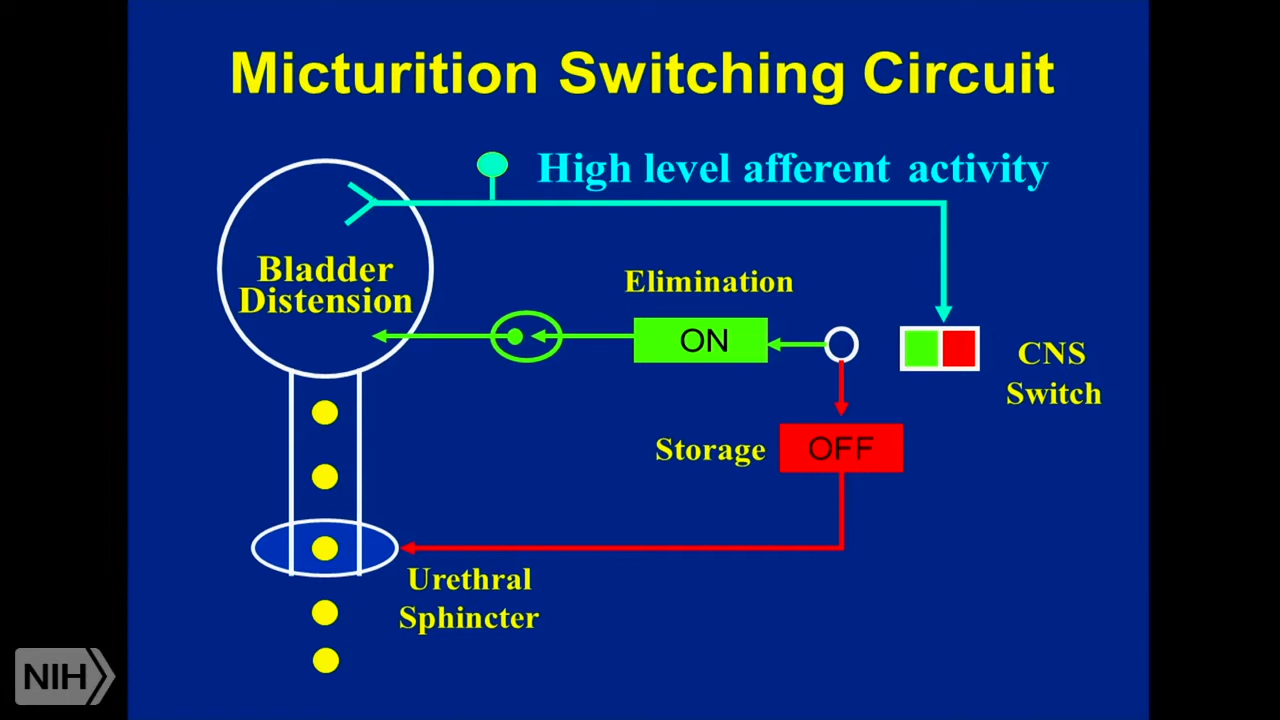 Micturition Switching Circuit
High level afferent activity
Bladder
Distension
Elimination
ON
CNS
Switch
Storage
OFF
Urethral
Sphincter
NIH